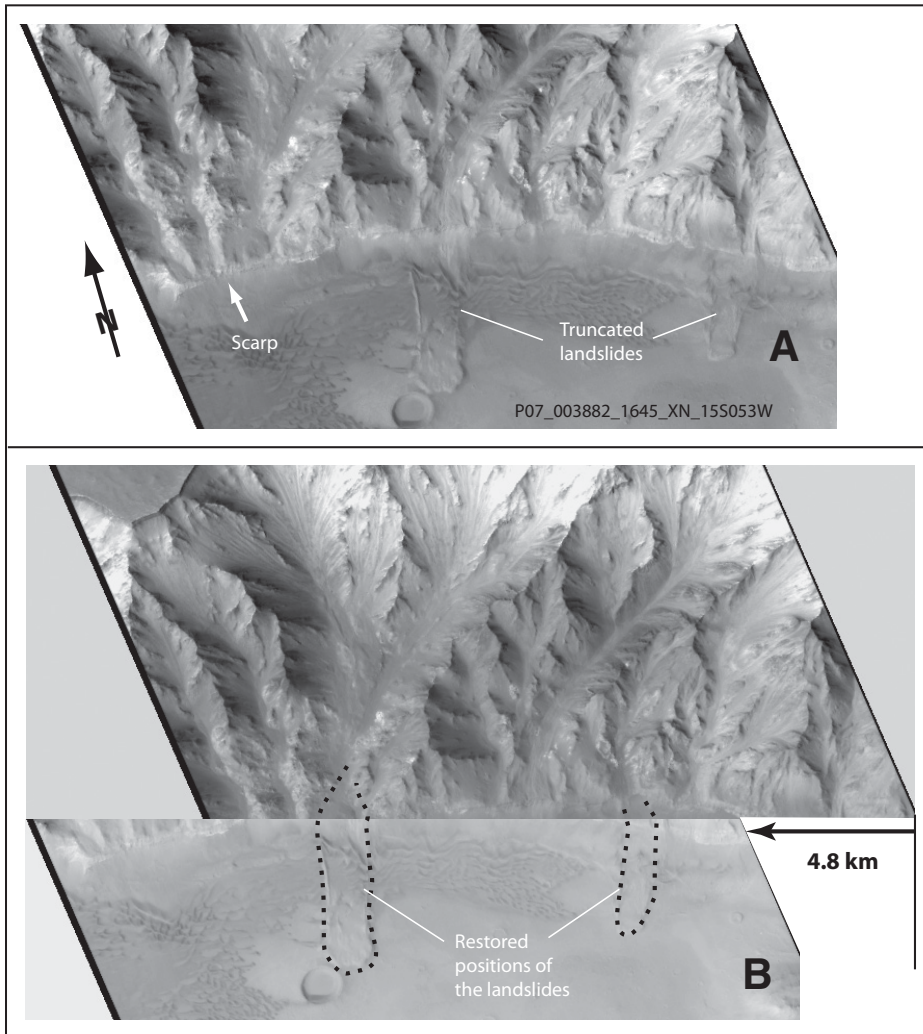 N
Scarp
Truncated
landslides
A
P07_003882_1645_XN_15S053W
4.8 km
Restored
positions of
the landslides
B